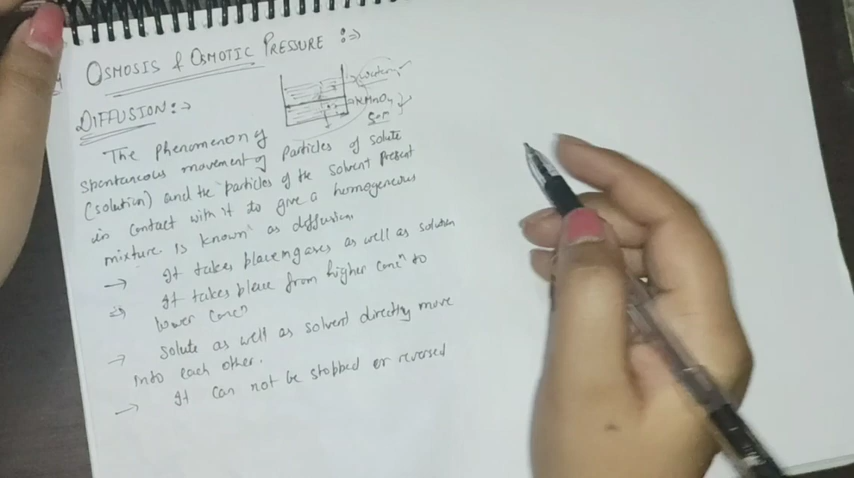 OSMOSIS & OSMOTIC PRESSURE :->
water
KMnO4
Sol
DIFFUSION :->
The Phenomenon of
spontaneous movement of particles of solute
(solution) and the particles of the solvent present
in contact with it to give a homogeneous
mixture is known as diffusion
→ It takes place in gases as well as solution
⇒ It takes place from higher concn to
lower concn
→ Solute as well as solvent directly move
into each other.
→ It can not be stopped or reversed